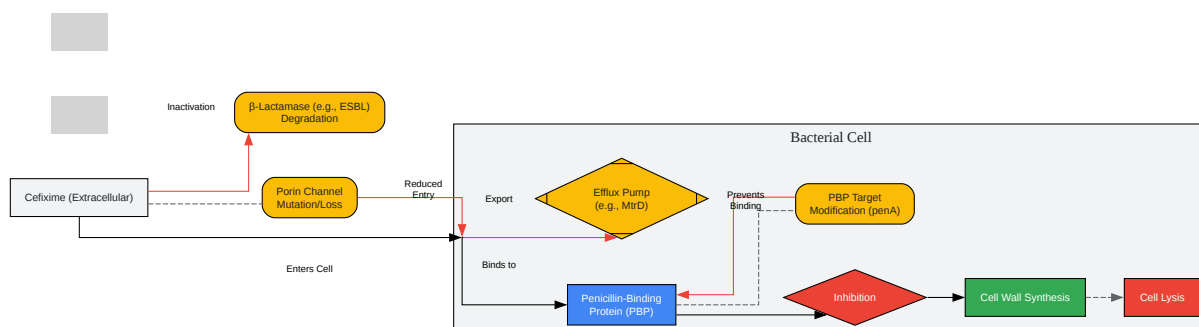 Bacterial Cell
Inactivation
β-Lactamase (e.g., ESBL)
Degradation
Cefixime (Extracellular)
Porin Channel
Mutation/Loss
Reduced
Entry
Export
Efflux Pump
(e.g., MtrD)
Prevents
Binding
PBP Target
Modification (penA)
Enters Cell
Binds to
Penicillin-Binding
Protein (PBP)
Inhibition
Cell Wall Synthesis
Cell Lysis